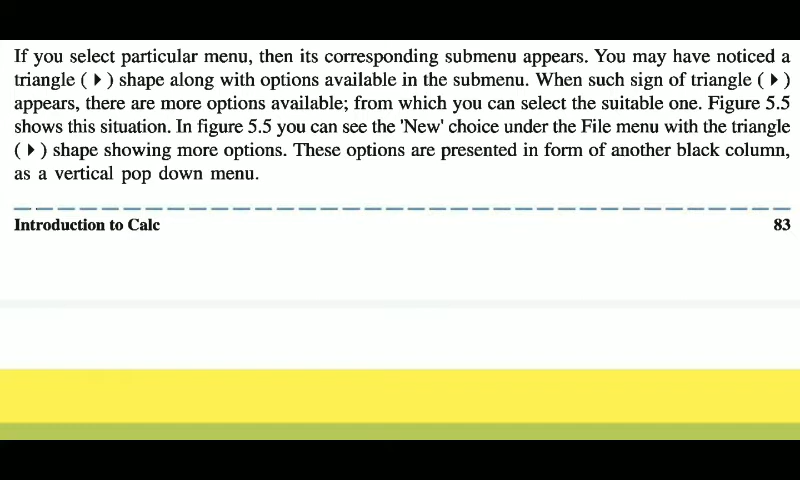 If you select particular menu, then its corresponding submenu appears. You may have noticed a
triangle (▶) shape along with options available in the submenu. When such sign of triangle (▶)
appears, there are more options available; from which you can select the suitable one. Figure 5.5
shows this situation. In figure 5.5 you can see the 'New' choice under the File menu with the triangle
(▶) shape showing more options. These options are presented in form of another black column,
as a vertical pop down menu.
Introduction to Calc 83